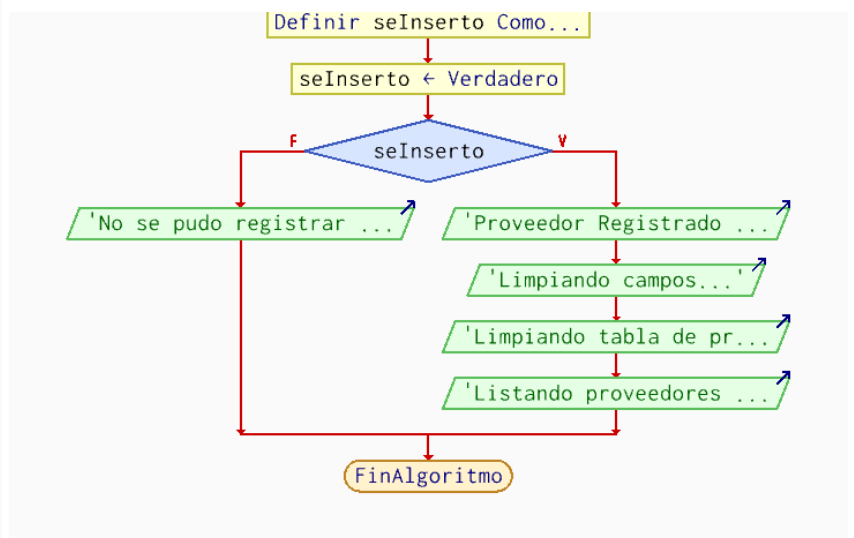 Definir seInserto Como...
seInserto ← Verdadero
F
seInserto
V
'No se pudo registrar ...
'Proveedor Registrado ...
'Limpiando campos...'
'Limpiando tabla de pr...
'Listando proveedores ...
FinAlgoritmo